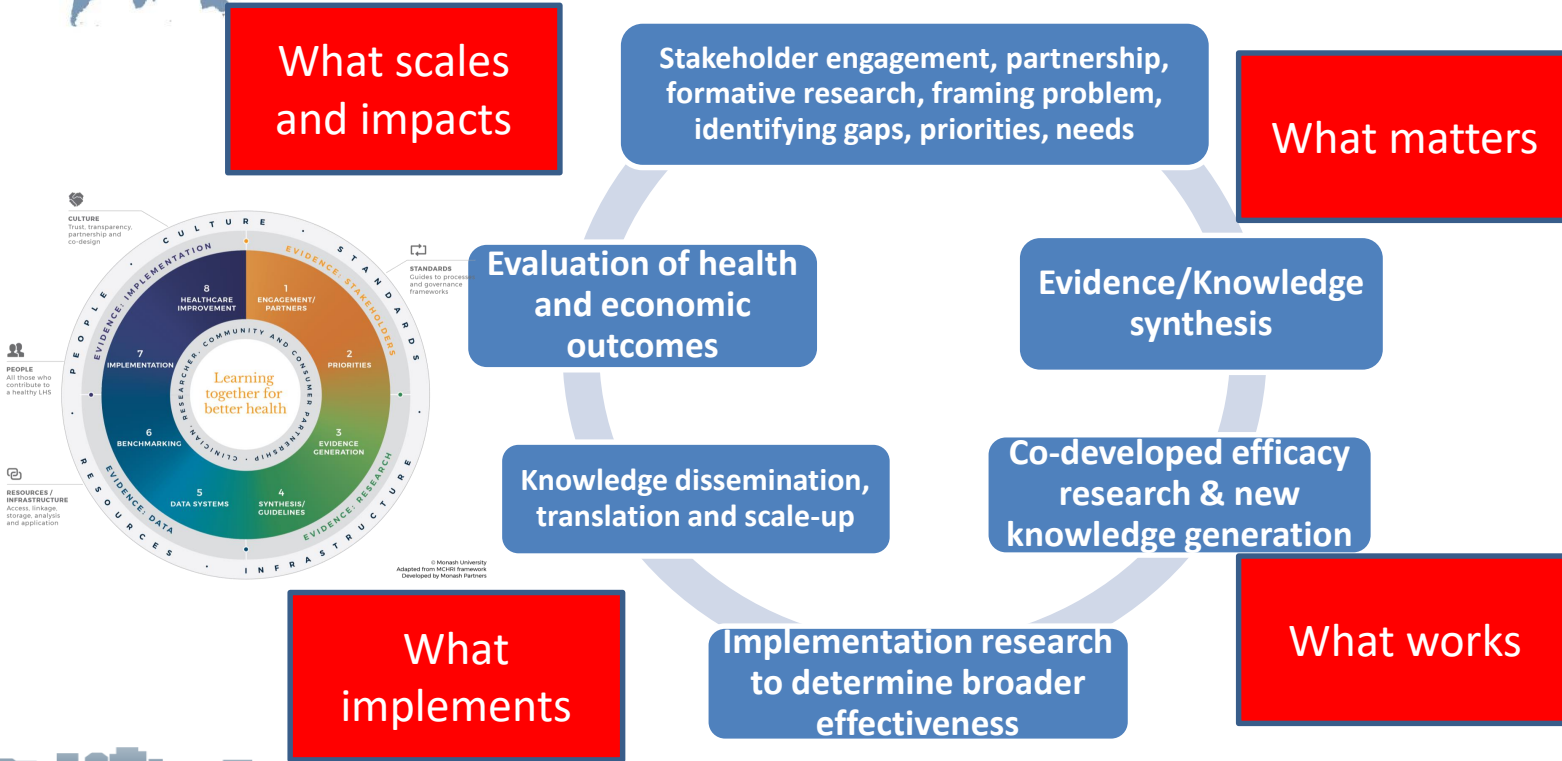 What scales
and impacts
Stakeholder engagement, partnership,
formative research, framing problem,
identifying gaps, priorities, needs
What matters
Evidence/Knowledge
synthesis
Co-developed efficacy
research & new
knowledge generation
What works
Implementation research
to determine broader
effectiveness
What
implements
Knowledge dissemination,
translation and scale-up
Evaluation of health
and economic
outcomes
CULTURE
Trust, transparency,
partnership and
co-design
STANDARDS
Guides to processes
and governance
frameworks
PEOPLE
All those who
contribute to
a healthy LHS
RESOURCES /
INFRASTRUCTURE
Access, linkage,
storage, analysis
and application
PEOPLE · CULTURE · STANDARDS ·
RESOURCES · INFRASTRUCTURE
EVIDENCE: STAKEHOLDERS
EVIDENCE: RESEARCH
EVIDENCE: DATA
EVIDENCE: IMPLEMENTATION
1
ENGAGEMENT/
PARTNERS
2
PRIORITIES
3
EVIDENCE
GENERATION
4
SYNTHESIS/
GUIDELINES
5
DATA SYSTEMS
6
BENCHMARKING
7
IMPLEMENTATION
8
HEALTHCARE
IMPROVEMENT
CLINICIAN, RESEARCHER, COMMUNITY AND CONSUMER PARTNERSHIP ·
Learning
together for
better health
© Monash University
Adapted from MCHRI framework
Developed by Monash Partners